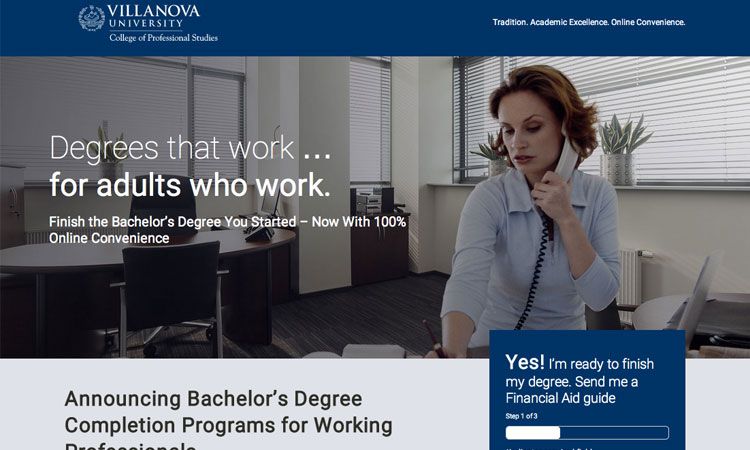 VILLANOVA
UNIVERSITY
College of Professional Studies
Tradition. Academic Excellence. Online Convenience.
Degrees that work ...
for adults who work.
Finish the Bachelor's Degree You Started – Now With 100%
Online Convenience
Yes! I'm ready to finish
my degree. Send me a
Financial Aid guide
Step 1 of 3
Announcing Bachelor's Degree
Completion Programs for Working
Professionals